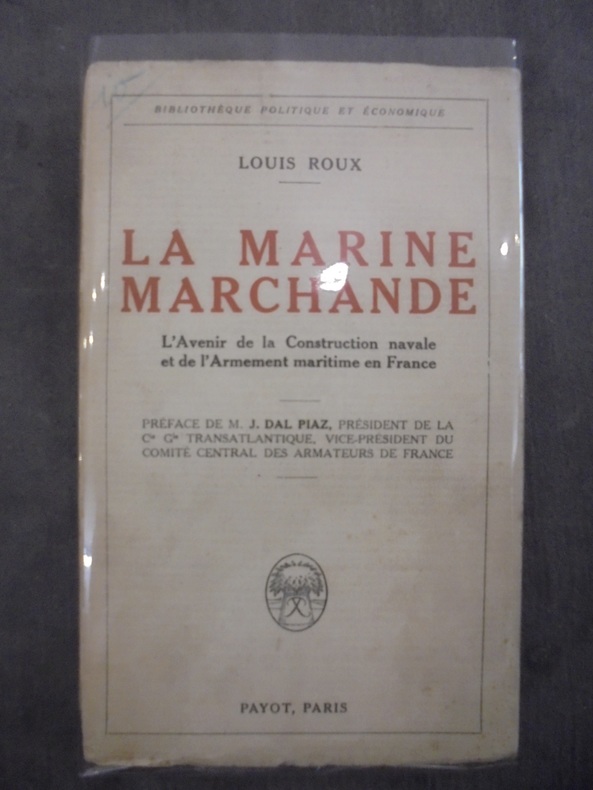 BIBLIOTHÈQUE POLITIQUE ET ÉCONOMIQUE
LOUIS ROUX
LA MARINE
MARCHANDE
L'Avenir de la Construction navale
et de l'Armement maritime en France
PRÉFACE DE M. J. DAL PIAZ, PRÉSIDENT DE LA
Cie Gle TRANSATLANTIQUE, VICE-PRÉSIDENT DU
COMITÉ CENTRAL DES ARMATEURS DE FRANCE
PAYOT, PARIS